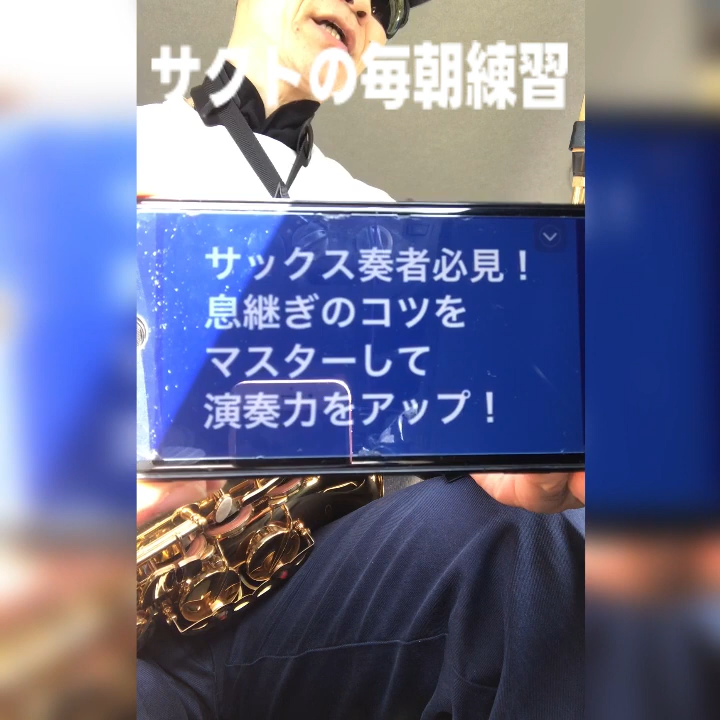 サクトの毎朝練習
サックス奏者必見！
息継ぎのコツを
マスターして
演奏力をアップ！